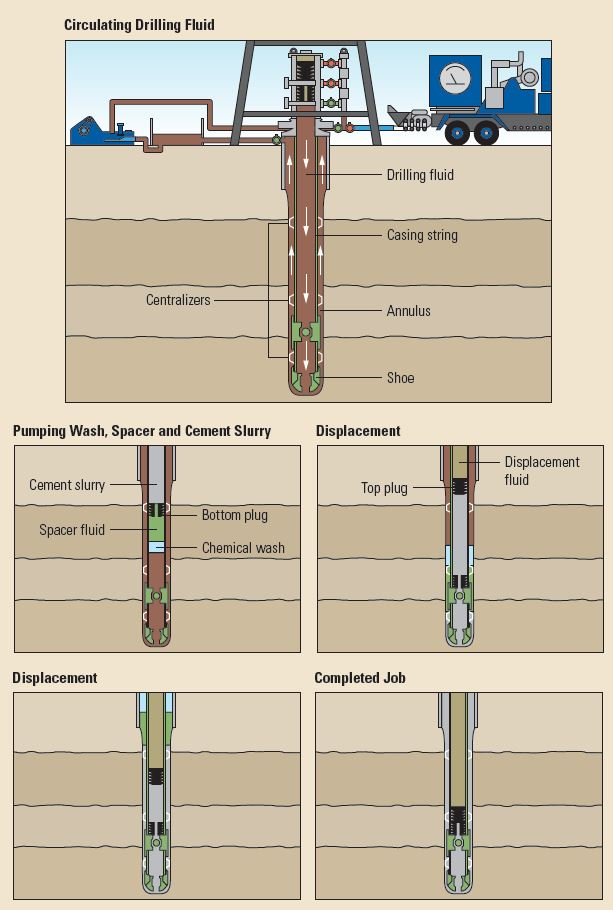 Circulating Drilling Fluid
Drilling fluid
Casing string
Centralizers
Annulus
Shoe
Pumping Wash, Spacer and Cement Slurry
Cement slurry
Bottom plug
Spacer fluid
Chemical wash
Displacement
Displacement
fluid
Top plug
Displacement
Completed Job